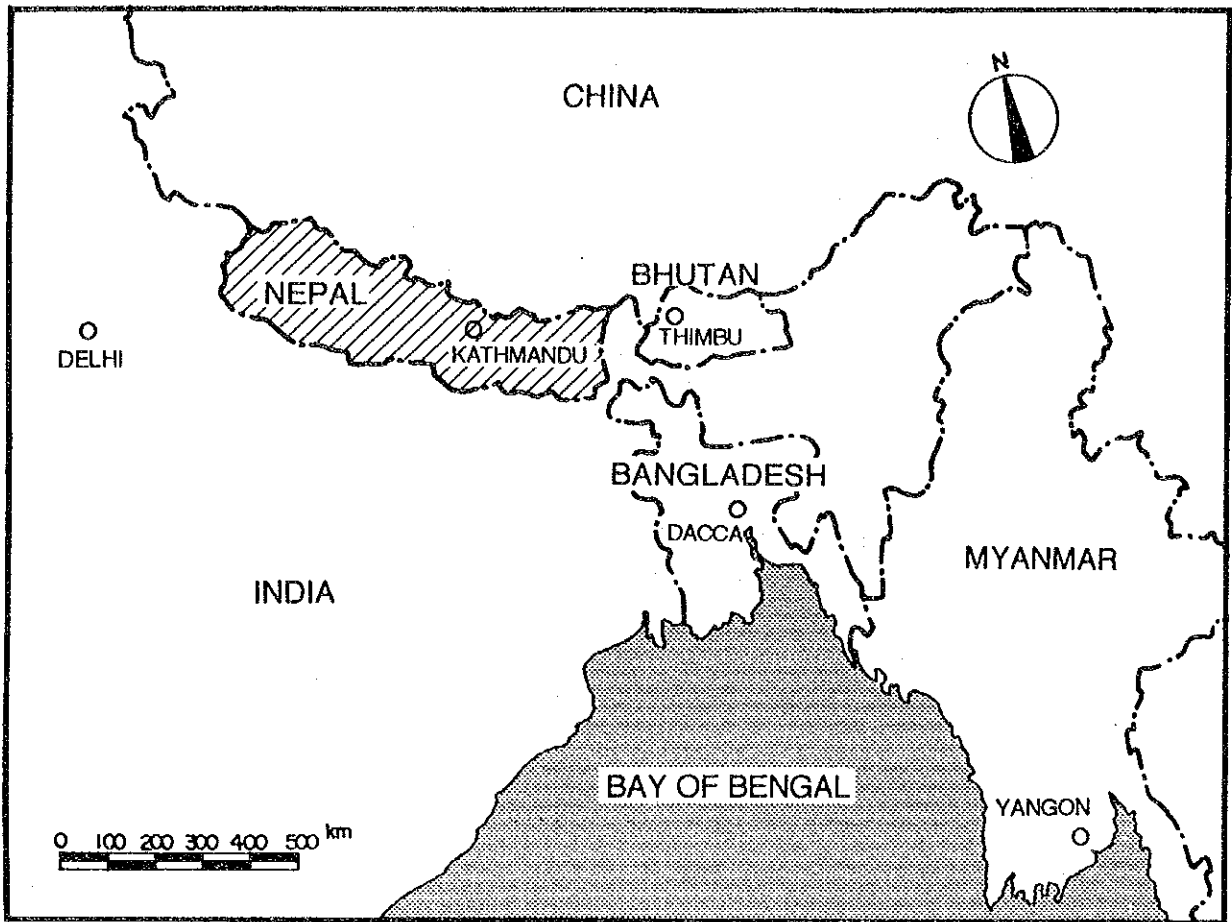 N
CHINA
BHUTAN
NEPAL
THIMBU
DELHI
KATHMANDU
BANGLADESH
DACCA
MYANMAR
INDIA
BAY OF BENGAL
YANGON
0 100 200 300 400 500 km